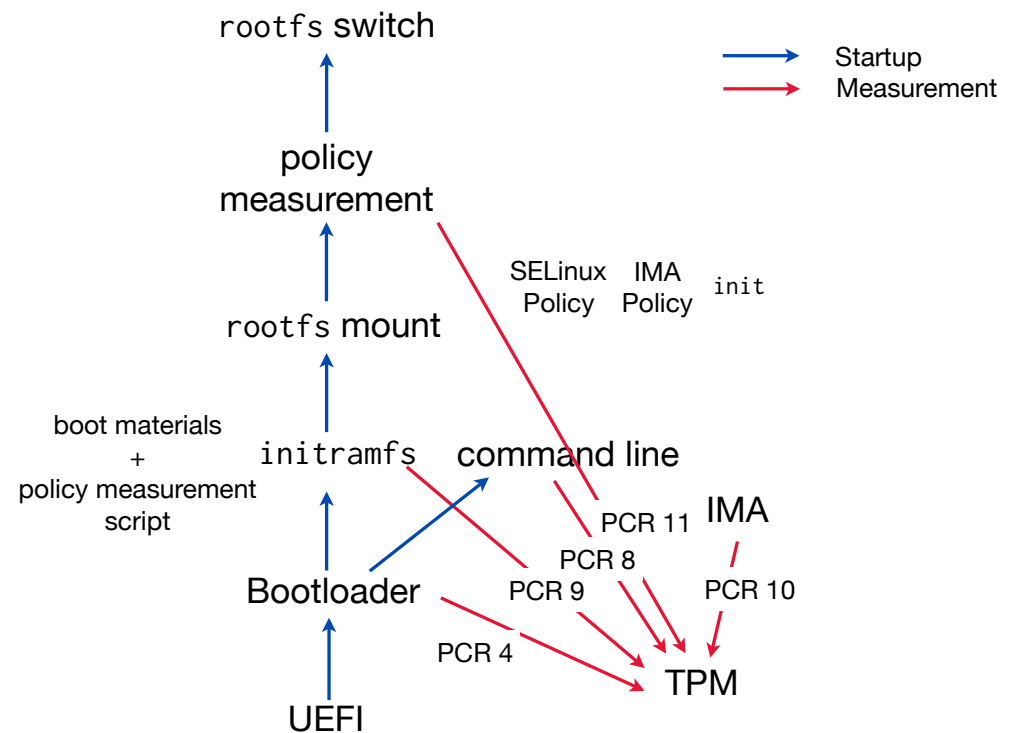 rootfs switch
Startup
Measurement
policy
measurement
SELinux
Policy
IMA
Policy
init
rootfs mount
boot materials
+
policy measurement
script
initramfs
command line
IMA
PCR 11
PCR 8
PCR 9
PCR 10
Bootloader
PCR 4
TPM
UEFI